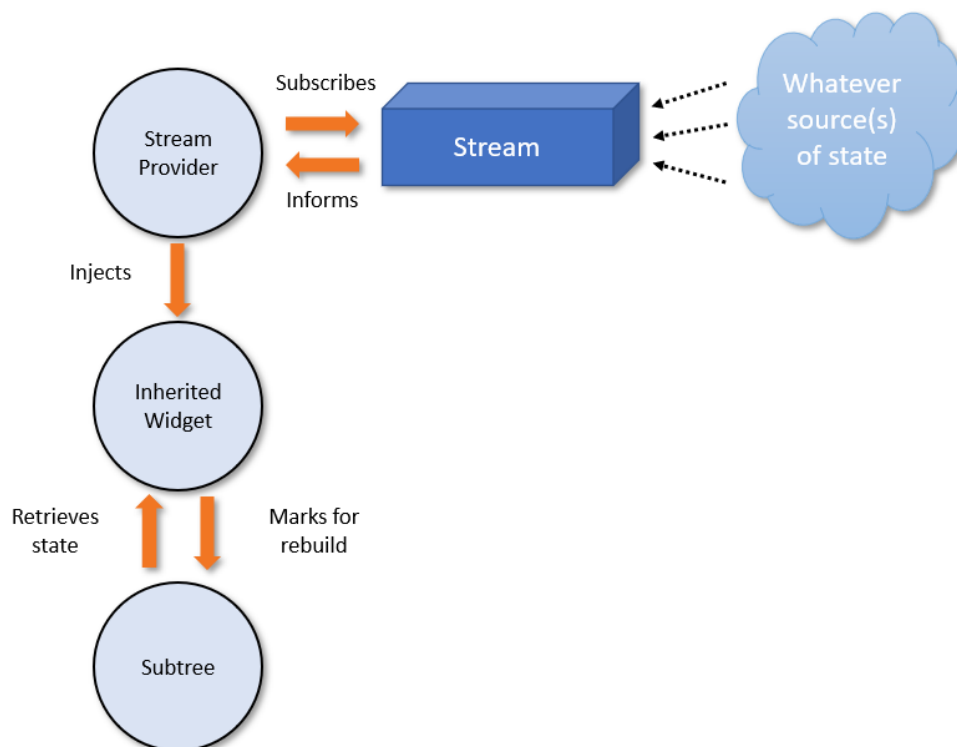 Subscribes
Whatever
source(s)
of state
Stream
Provider
Stream
Informs
Injects
Inherited
Widget
Retrieves
state
Marks for
rebuild
Subtree